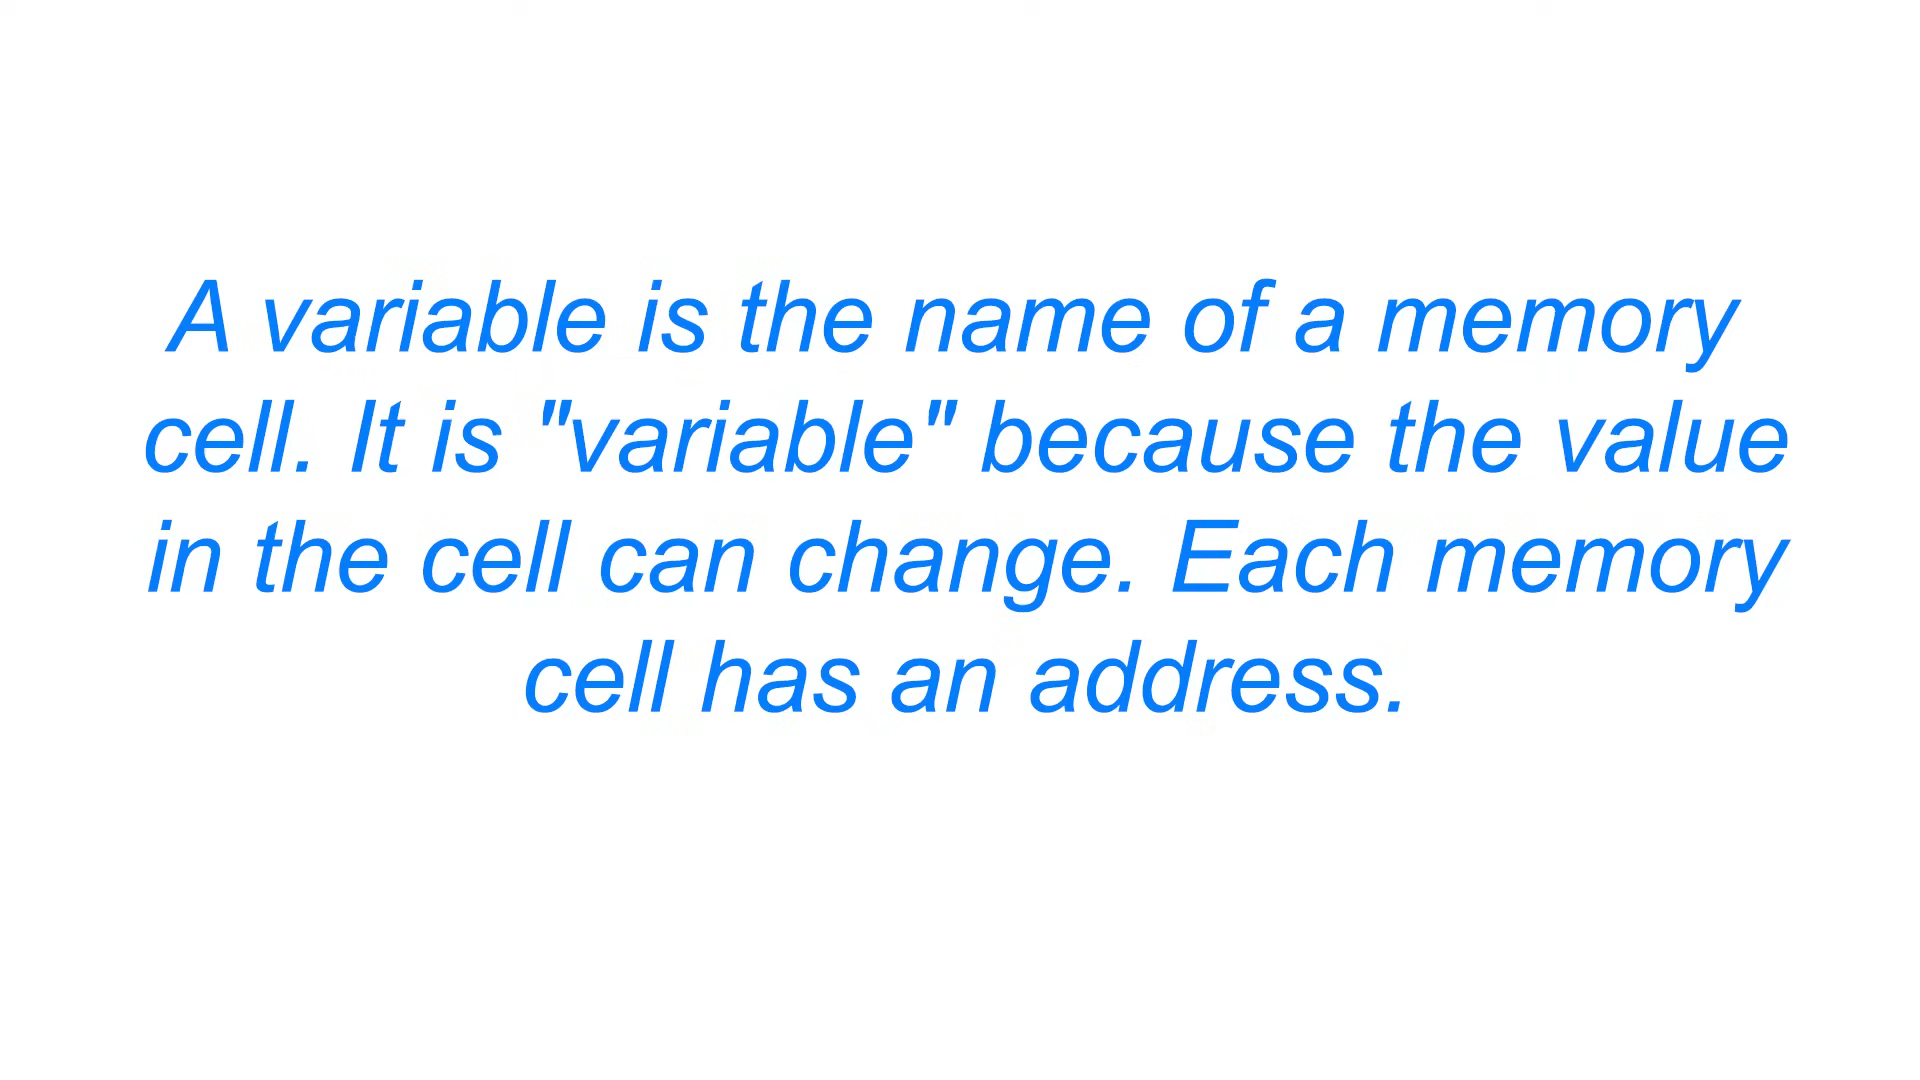 A variable is the name of a memory
cell. It is "variable" because the value
in the cell can change. Each memory
cell has an address.